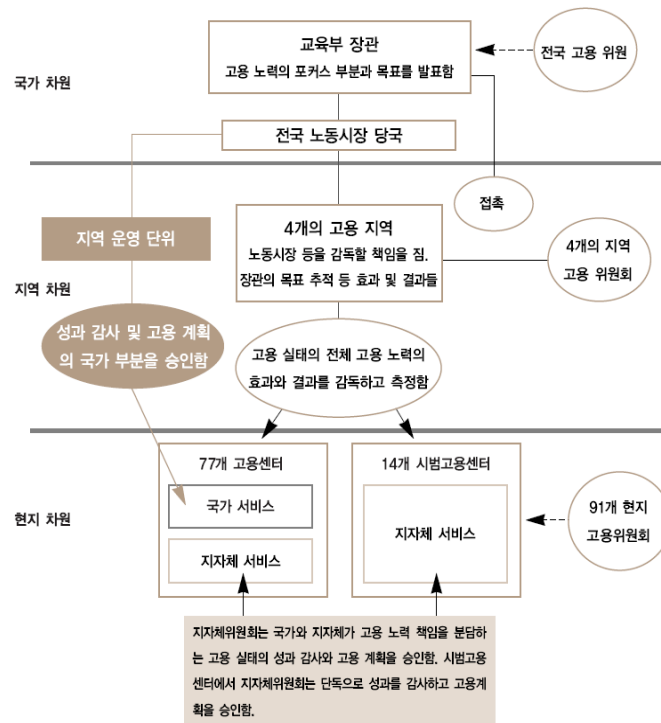 교육부 장관
고용 노력의 포커스 부분과 목표를 발표함
전국 고용 위원
국가 차원
전국 노동시장 당국
접촉
지역 운영 단위
4개의 고용 지역
노동시장 등을 감독할 책임을 짐.
장관의 목표 추적 등 효과 및 결과들
4개의 지역
고용 위원회
지역 차원
성과 감사 및 고용 계획
의 국가 부분을 승인함
고용 실태의 전체 고용 노력의
효과와 결과를 감독하고 측정함
77개 고용센터
국가 서비스
지자체 서비스
14개 시범고용센터
지자체 서비스
91개 현지
고용위원회
현지 차원
지자체위원회는 국가와 지자체가 고용 노력 책임을 분담하
는 고용 실태의 성과 감사와 고용 계획을 승인함. 시범고용
센터에서 지자체위원회는 단독으로 성과를 감사하고 고용계
획을 승인함.